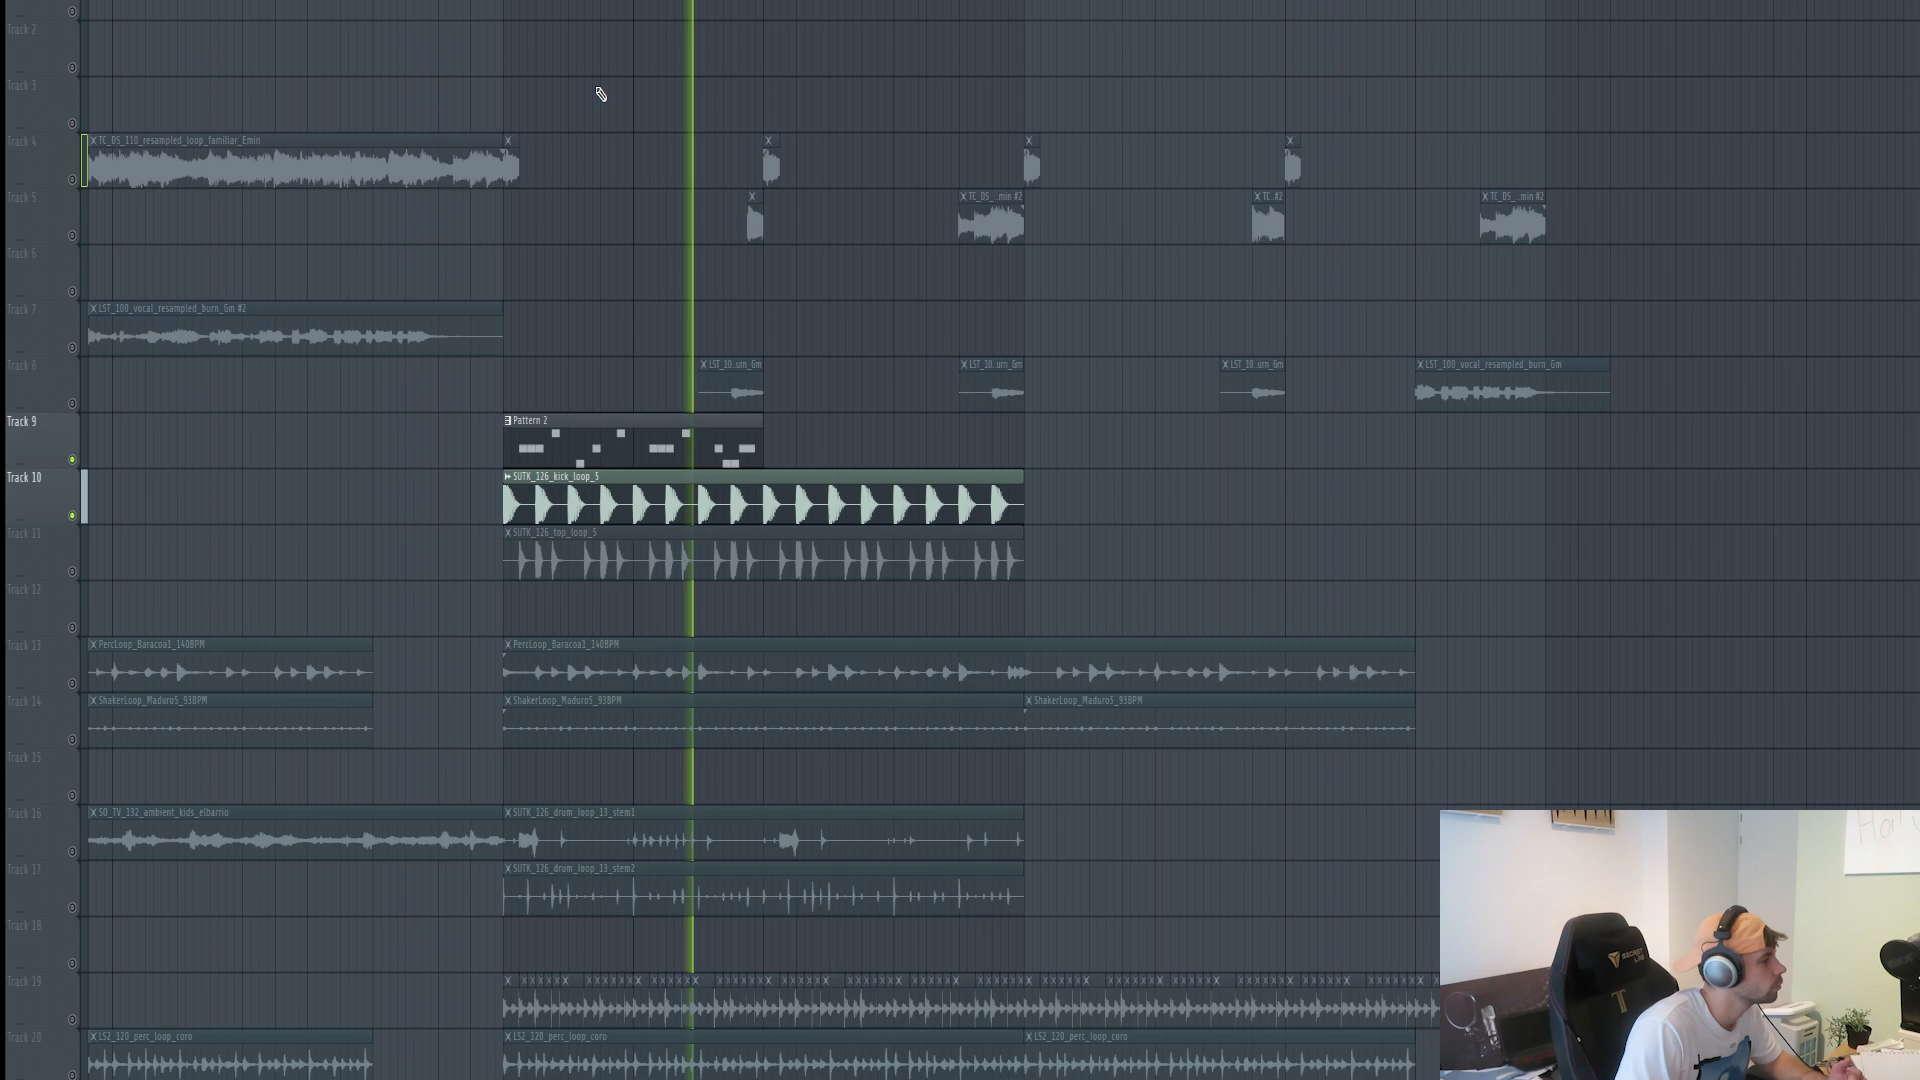 Track 2
Track 3
Track 4
TC_DS_110_resampled_loop_familiar_Emin
Track 5
TC_DS_..min #2
TC..#2
TC_DS_..min #2
Track 6
Track 7
LST_100_vocal_resampled_burn_Gm #2
Track 8
LST_10..urn_Gm
LST_10..urn_Gm
LST_10..urn_Gm
LST_100_vocal_resampled_burn_Gm
Track 9
Pattern 2
Track 10
SUTK_126_kick_loop_5
Track 11
SUTK_126_top_loop_5
Track 12
Track 13
PercLoop_Baracoa1_140BPM
PercLoop_Baracoa1_140BPM
Track 14
ShakerLoop_Maduro5_93BPM
ShakerLoop_Maduro5_93BPM
ShakerLoop_Maduro5_93BPM
Track 15
Track 16
SO_TV_132_ambient_kids_elbarrio
SUTK_126_drum_loop_13_stem1
Track 17
SUTK_126_drum_loop_13_stem2
Track 18
Track 19
Track 20
LS2_120_perc_loop_coro
LS2_120_perc_loop_coro
LS2_120_perc_loop_coro